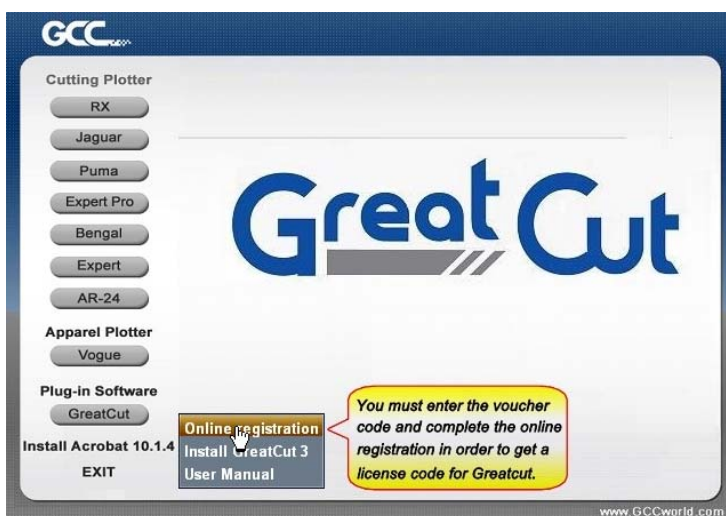 GCC
Cutting Plotter
RX
Jaguar
Puma
Expert Pro
Bengal
Expert
AR-24
Apparel Plotter
Vogue
Plug-in Software
GreatCut
Install Acrobat 10.1.4
EXIT
Great Cut
Online registration
Install GreatCut 3
User Manual
You must enter the voucher
code and complete the online
registration in order to get a
license code for Greatcut.
www.GCCworld.com